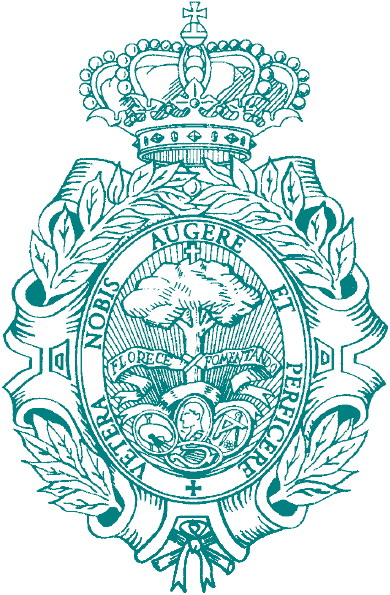 VETERA NOBIS AUGERE ET PERFICERE
FLORECE FOMENTANDO